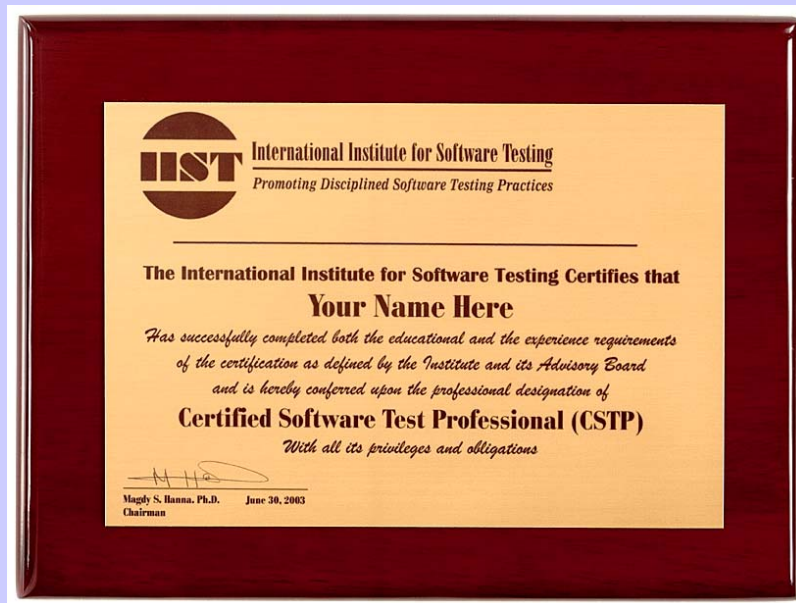 IIST
International Institute for Software Testing
Promoting Disciplined Software Testing Practices
The International Institute for Software Testing Certifies that
Your Name Here
Has successfully completed both the educational and the experience requirements
of the certification as defined by the Institute and its Advisory Board
and is hereby conferred upon the professional designation of
Certified Software Test Professional (CSTP)
With all its privileges and obligations
Magdy S. Hanna. Ph.D. June 30, 2003
Chairman